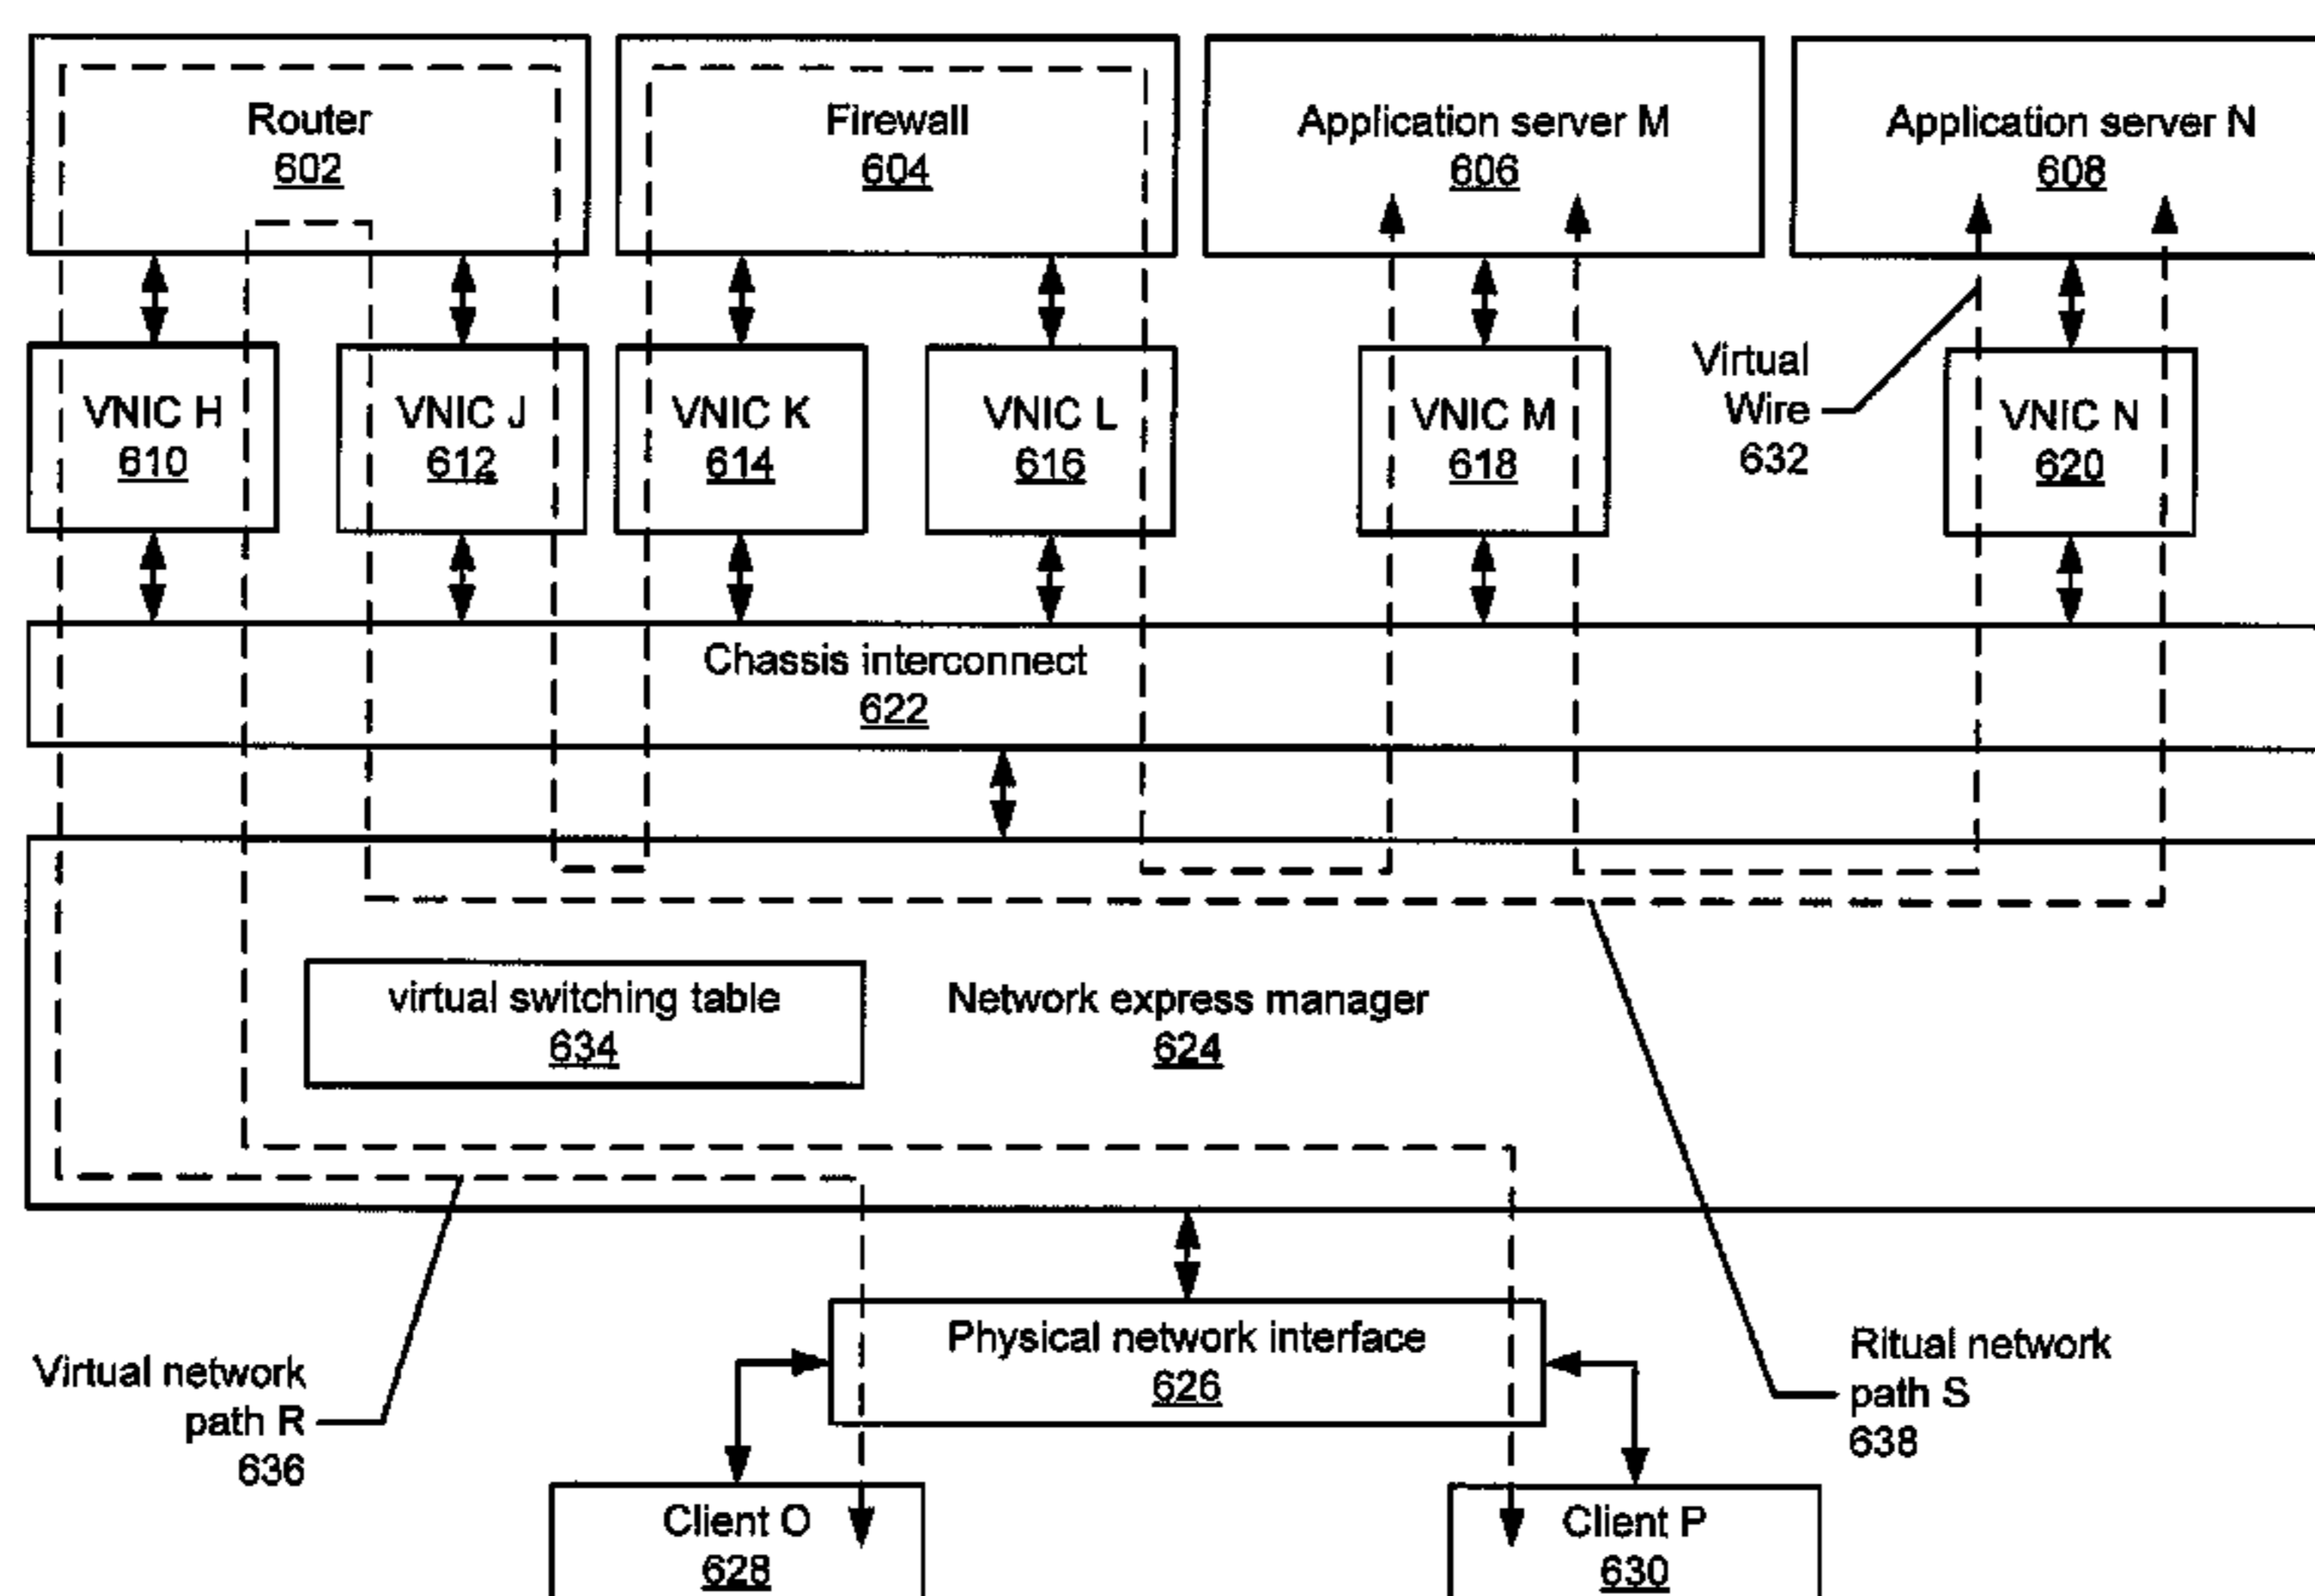 Router
602
Firewall
604
Application server M
606
Application server N
608
VNIC H
610
VNIC J
612
VNIC K
614
VNIC L
616
VNIC M
618
Virtual
Wire
632
VNIC N
620
Chassis interconnect
622
virtual switching table
634
Network express manager
624
Physical network interface
626
Virtual network
path R
636
Ritual network
path S
638
Client O
628
Client P
630